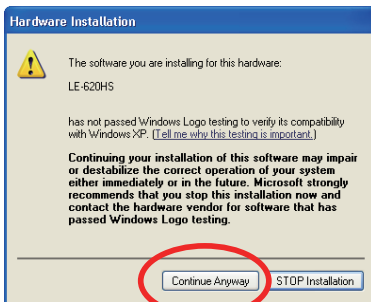 Hardware Installation
The software you are installing for this hardware:
LE-620HS
has not passed Windows Logo testing to verify its compatibility
with Windows XP. (Tell me why this testing is important.)
Continuing your installation of this software may impair
or destabilize the correct operation of your system
either immediately or in the future. Microsoft strongly
recommends that you stop this installation now and
contact the hardware vendor for software that has
passed Windows Logo testing.
Continue Anyway STOP Installation